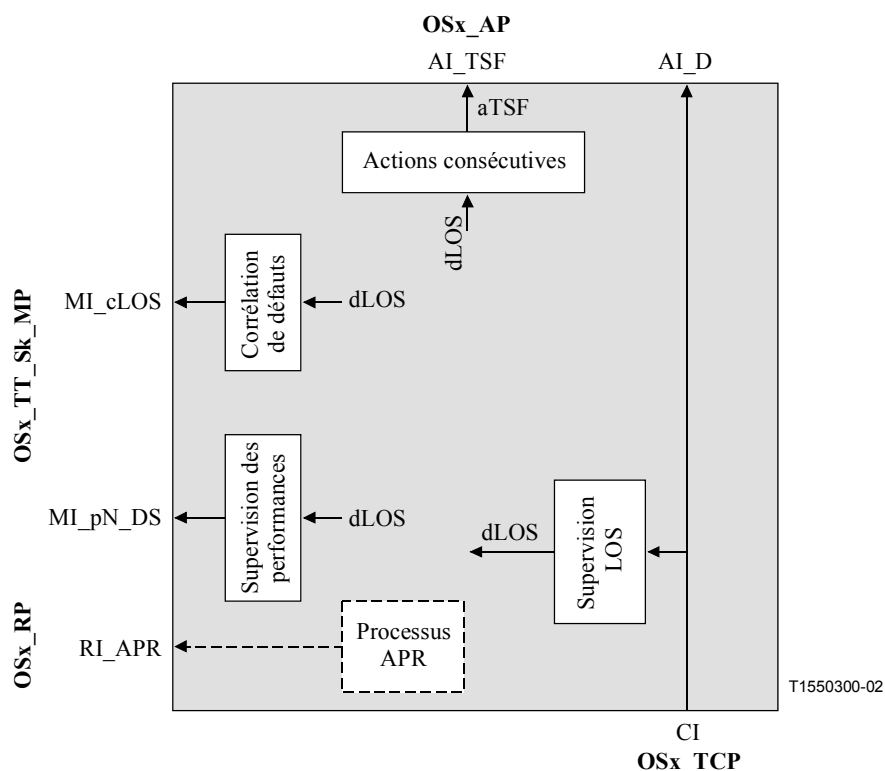 OSx_AP
AI_TSF
AI_D
aTSF
Actions consécutives
dLOS
MI_cLOS
Corrélation
de défauts
dLOS
OSx_TT_Sk_MP
MI_pN_DS
Supervision des
performances
dLOS
dLOS
Supervision
LOS
OSx_RP
RI_APR
Processus
APR
T1550300-02
CI
OSx_TCP